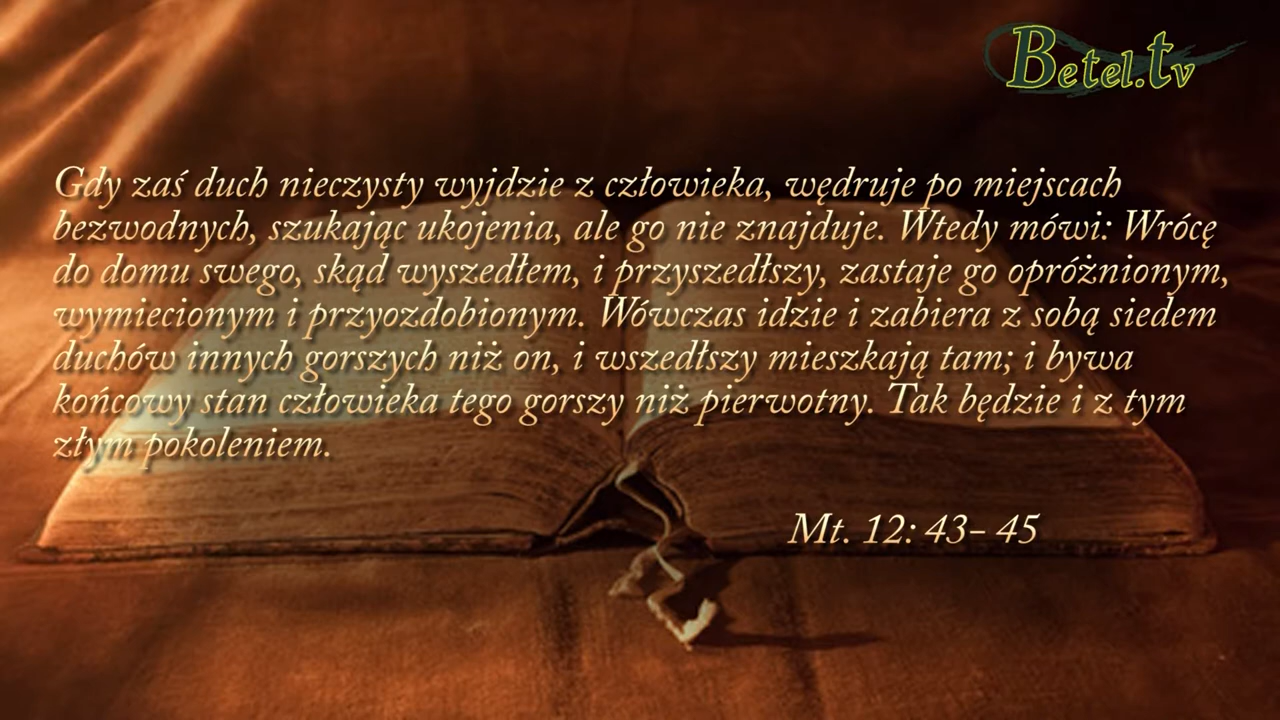 Betel.tv
Gdy zaś duch nieczysty wyjdzie z człowieka, wędruje po miejscach
bezwodnych, szukając ukojenia, ale go nie znajduje. Wtedy mówi: Wrócę
do domu swego, skąd wyszedłem, i przyszedłszy, zastaje go opróżnionym,
wymiecionym i przyozdobionym. Wówczas idzie i zabiera z sobą siedem
duchów innych gorszych niż on, i wszedłszy mieszkają tam; i bywa
końcowy stan człowieka tego gorszy niż pierwotny. Tak będzie i z tym
złym pokoleniem.
Mt. 12: 43- 45